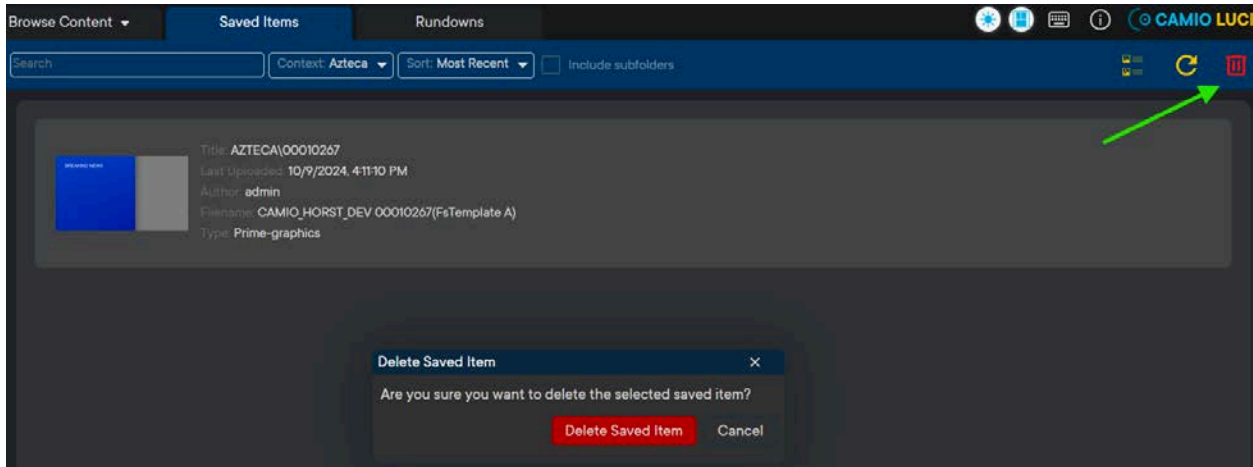 Browse Content Saved Items Rundowns CAMIO LUCI
Search Context: Azteca Sort: Most Recent Include subfolders
BREAKING NEWS
Title: AZTECA\00010267
Last Uploaded: 10/9/2024, 4:11:10 PM
Author: admin
Filename: CAMIO_HORST_DEV 00010267(FsTemplate A)
Type: Prime-graphics
Delete Saved Item
Are you sure you want to delete the selected saved item?
Delete Saved Item Cancel